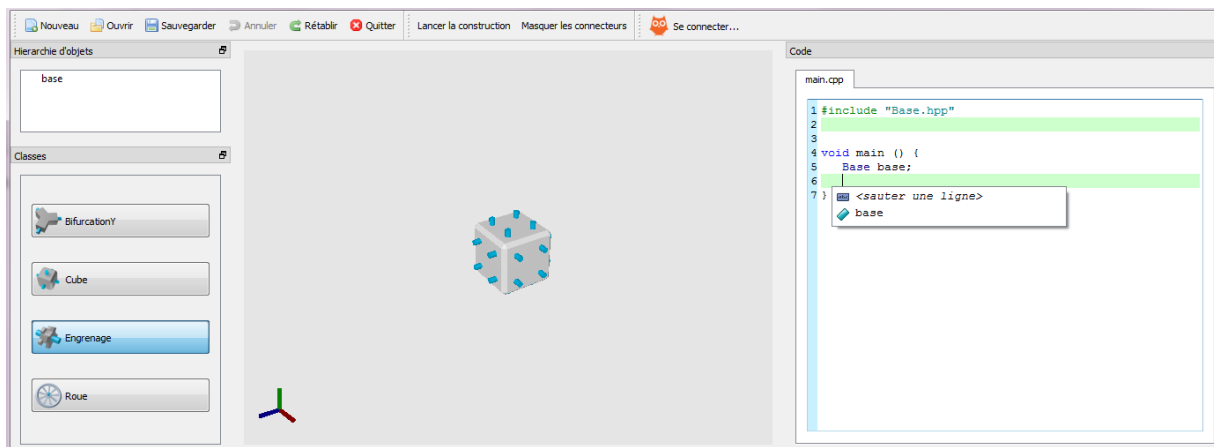 Nouveau Ouvrir Sauvegarder Annuler Rétablir Quitter Lancer la construction Masquer les connecteurs Se connecter...
Hierarchie d'objets
base
Classes
BifurcationY
Cube
Engrenage
Roue
Code
main.cpp
1 #include "Base.hpp"
2
3
4 void main () {
5 Base base;
6
7 }
<sauter une ligne>
base